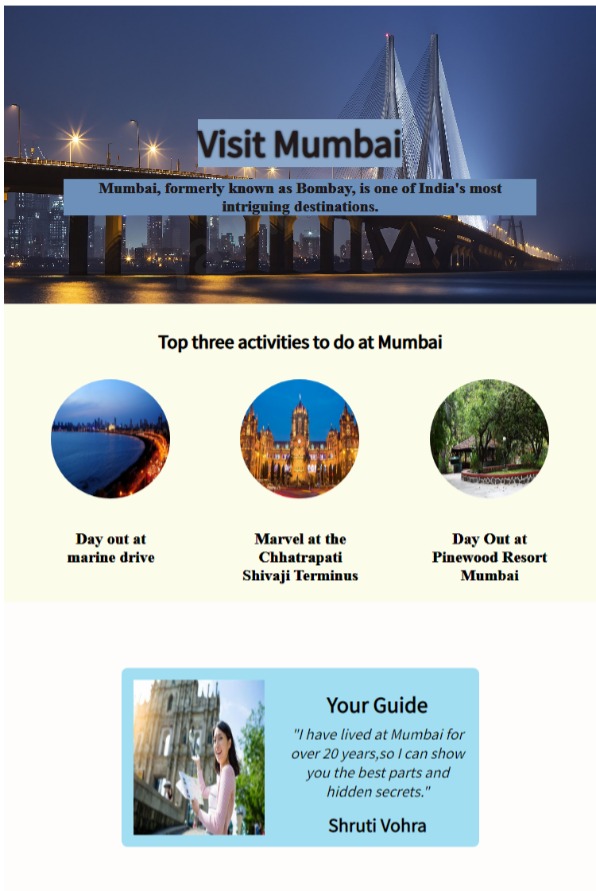 Visit Mumbai
Mumbai, formerly known as Bombay, is one of India's most
intriguing destinations.
Top three activities to do at Mumbai
Day out at
marine drive
Marvel at the
Chhatrapati
Shivaji Terminus
Day Out at
Pinewood Resort
Mumbai
Your Guide
"I have lived at Mumbai for
over 20 years,so I can show
you the best parts and
hidden secrets."
Shruti Vohra